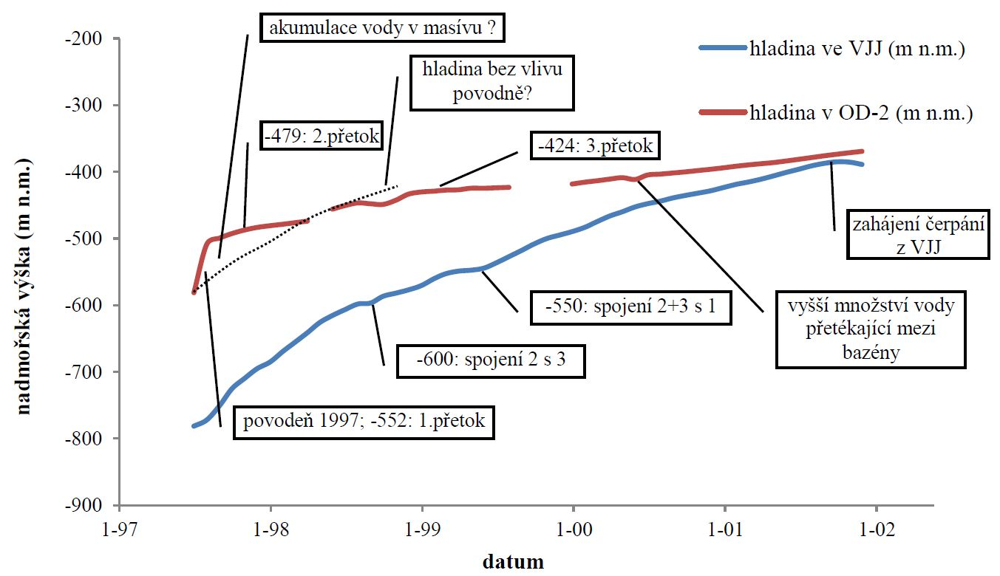 akumulace vody v masívu ?
hladina bez vlivu
povodně?
hladina ve VJJ (m n.m.)
hladina v OD-2 (m n.m.)
-479: 2.přetok
-424: 3.přetok
zahájení čerpání
z VJJ
-550: spojení 2+3 s 1
vyšší množství vody
přetékající mezi
bazény
-600: spojení 2 s 3
povodeň 1997; -552: 1.přetok
nadmořská výška (m n.m.)
-200
-300
-400
-500
-600
-700
-800
-900
1-97
1-98
1-99
1-00
1-01
1-02
datum